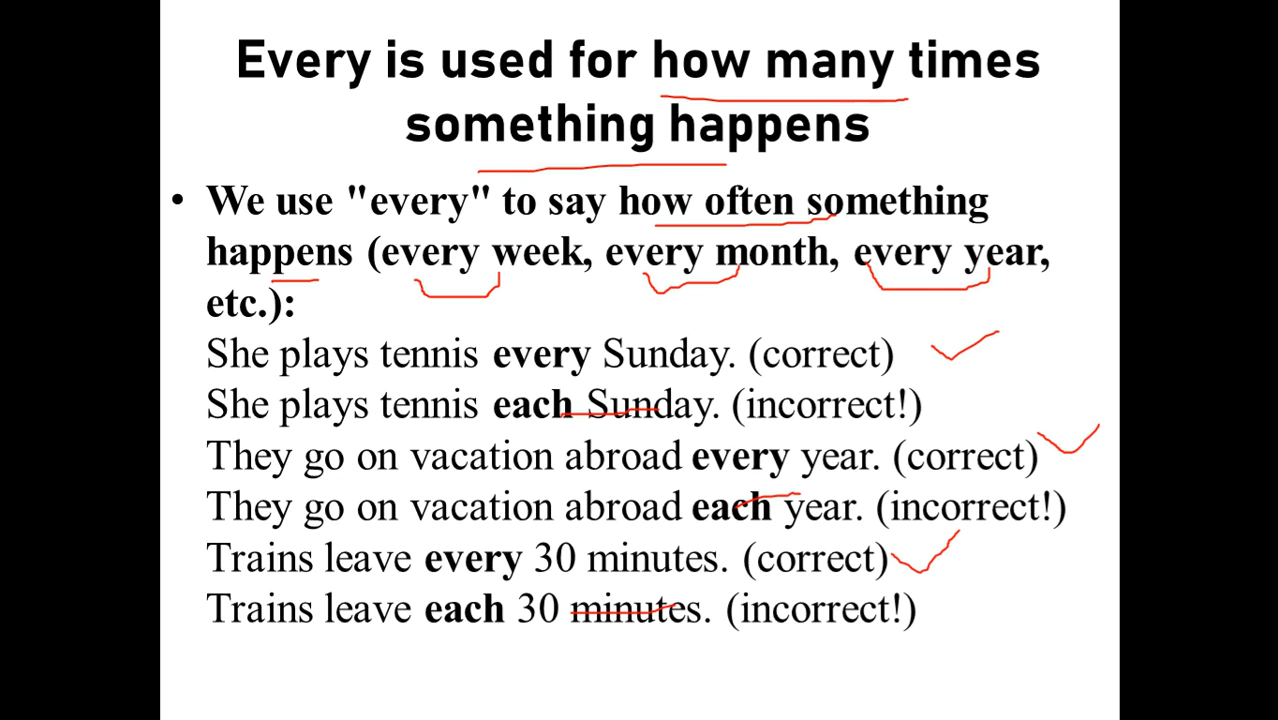 Every is used for how many times
something happens
• We use "every" to say how often something
happens (every week, every month, every year,
etc.):
She plays tennis every Sunday. (correct)
She plays tennis each Sunday. (incorrect!)
They go on vacation abroad every year. (correct)
They go on vacation abroad each year. (incorrect!)
Trains leave every 30 minutes. (correct)
Trains leave each 30 minutes. (incorrect!)